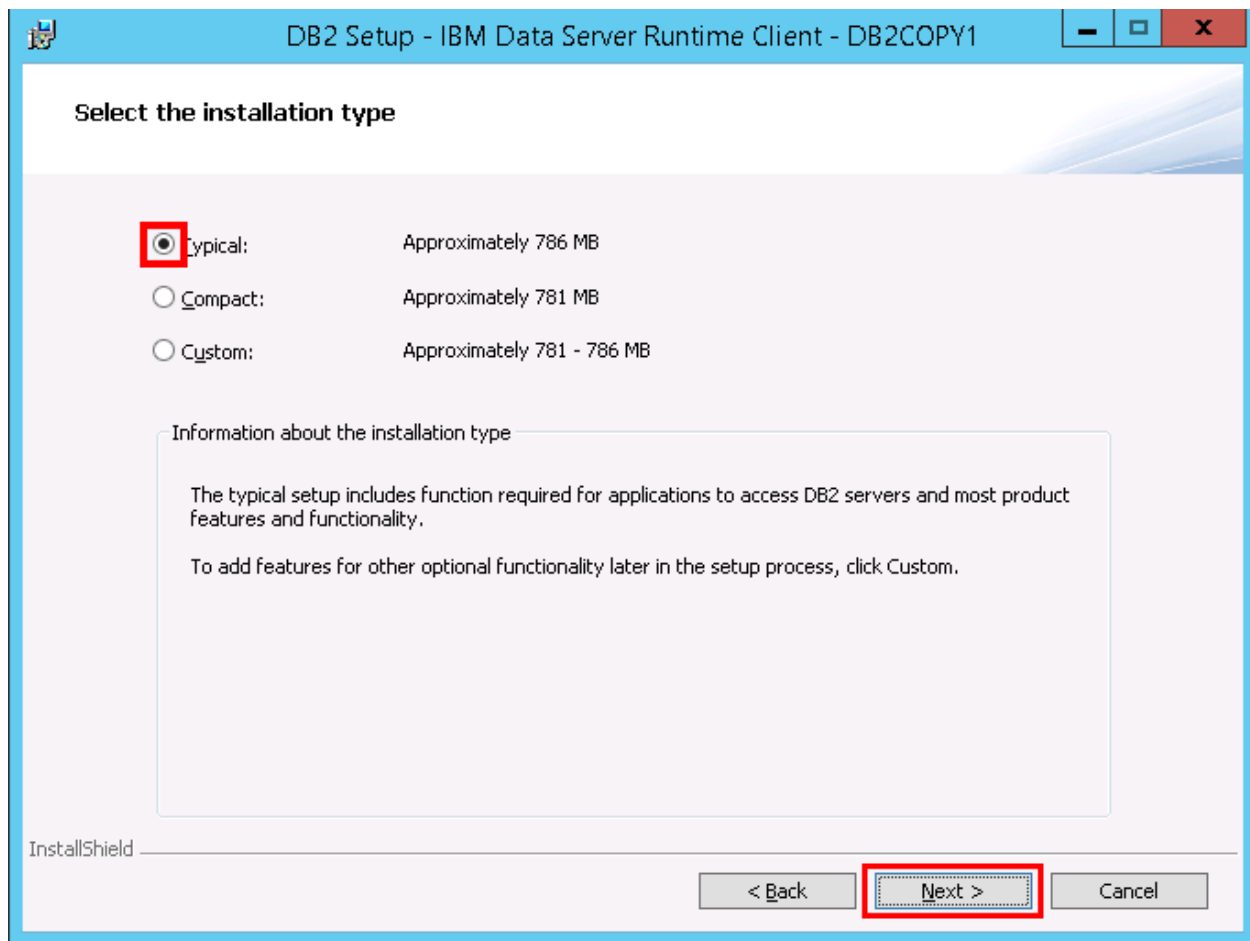 DB2 Setup - IBM Data Server Runtime Client - DB2COPY1
Select the installation type
Typical: Approximately 786 MB
Compact: Approximately 781 MB
Custom: Approximately 781 - 786 MB
Information about the installation type
The typical setup includes function required for applications to access DB2 servers and most product
features and functionality.
To add features for other optional functionality later in the setup process, click Custom.
InstallShield
< Back Next > Cancel